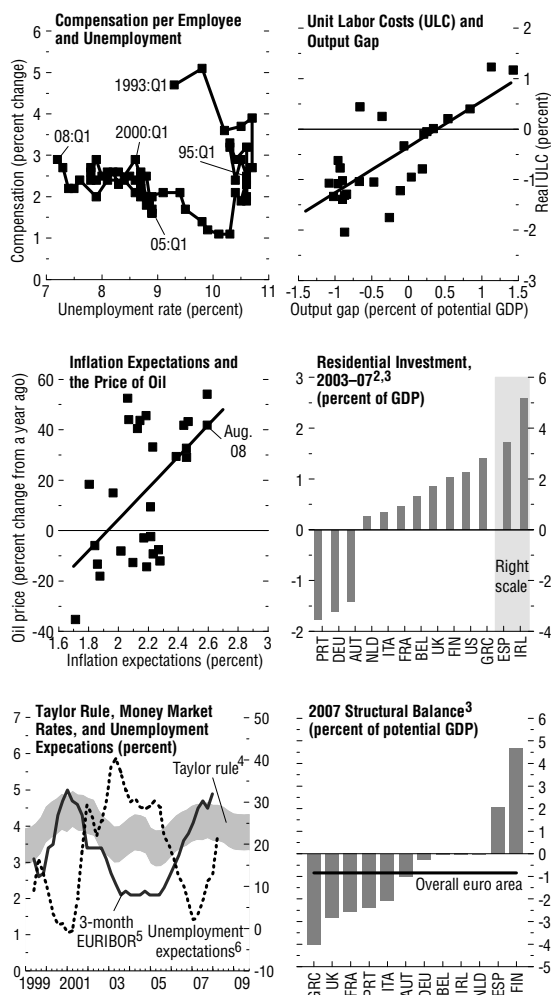 Compensation per Employee
and Unemployment
Compensation (percent change)
6
5
4
3
2
1
0
1993:Q1
08:Q1
2000:Q1
95:Q1
05:Q1
7 8 9 10 11
Unemployment rate (percent)
Unit Labor Costs (ULC) and
Output Gap
2
1
0
-1
-2
-3
Real ULC (percent)
-1.5 -1 -0.5 0 0.5 1 1.5
Output gap (percent of potential GDP)
Inflation Expectations and
the Price of Oil
Oil price (percent change from a year ago)
60
40
20
0
-20
-40
Aug.
08
1.6 1.8 2 2.2 2.4 2.6 2.8 3
Inflation expectations (percent)
Residential Investment,
2003–072,3
(percent of GDP)
3
2
1
0
-1
-2
6
4
2
0
-2
-4
Right
scale
PRT DEU AUT NLD ITA FRA BEL UK FIN US GRC ESP IRL
Taylor Rule, Money Market
Rates, and Unemployment
Expecations (percent)
7
6
5
4
3
2
1
0
50
40
30
20
10
0
-10
Taylor rule4
3-month
EURIBOR5
Unemployment
expectations6
1999 2001 03 05 07 09
2007 Structural Balance3
(percent of potential GDP)
6
5
4
3
2
1
0
-1
-2
-3
-4
-5
Overall euro area
GRC UK FRA PRT ITA AUT DEU BEL IRL NLD ESP FIN